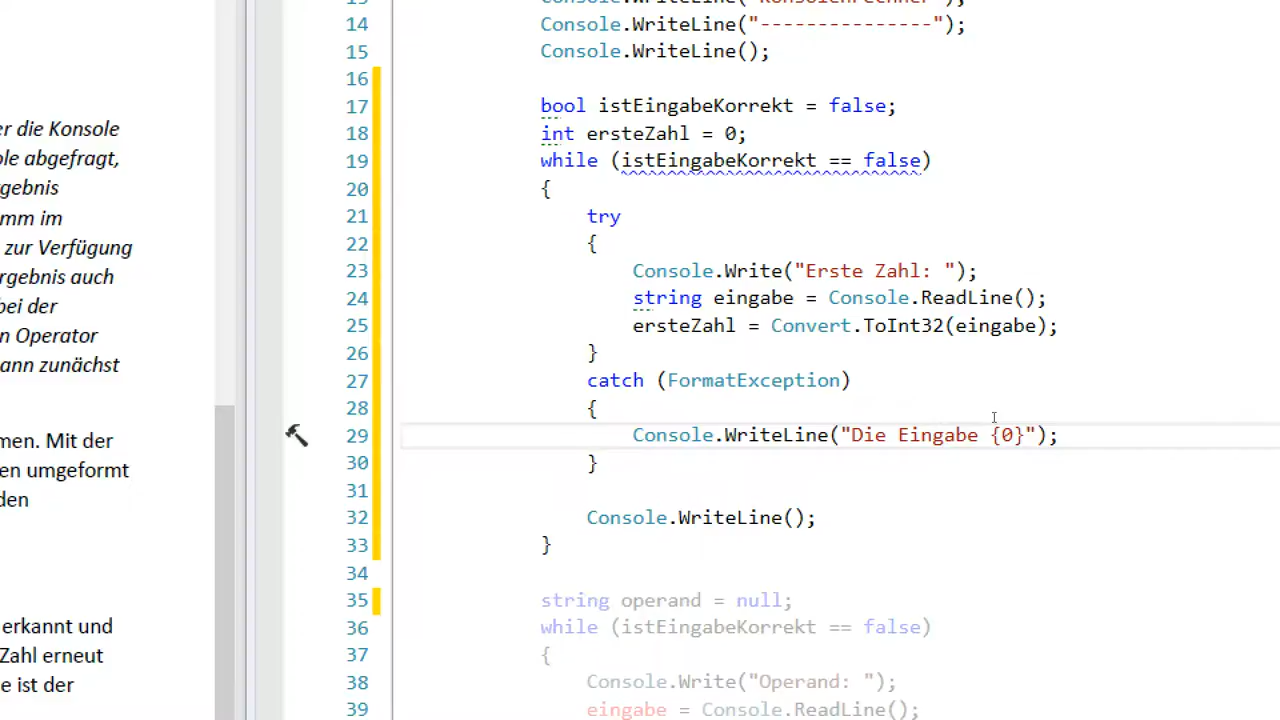 er die Konsole
ole abgefragt,
rgebnis
mm im
zur Verfügung
rgebnis auch
bei der
n Operator
ann zunächst
men. Mit der
en umgeformt
den
erkannt und
Zahl erneut
e ist der
14 Console.WriteLine("---------------");
15 Console.WriteLine();
16
17 bool istEingabeKorrekt = false;
18 int ersteZahl = 0;
19 while (istEingabeKorrekt == false)
20 {
21 try
22 {
23 Console.Write("Erste Zahl: ");
24 string eingabe = Console.ReadLine();
25 ersteZahl = Convert.ToInt32(eingabe);
26 }
27 catch (FormatException)
28 {
29 Console.WriteLine("Die Eingabe {0}");
30 }
31
32 Console.WriteLine();
33 }
34
35 string operand = null;
36 while (istEingabeKorrekt == false)
37 {
38 Console.Write("Operand: ");
39 eingabe = Console.ReadLine();